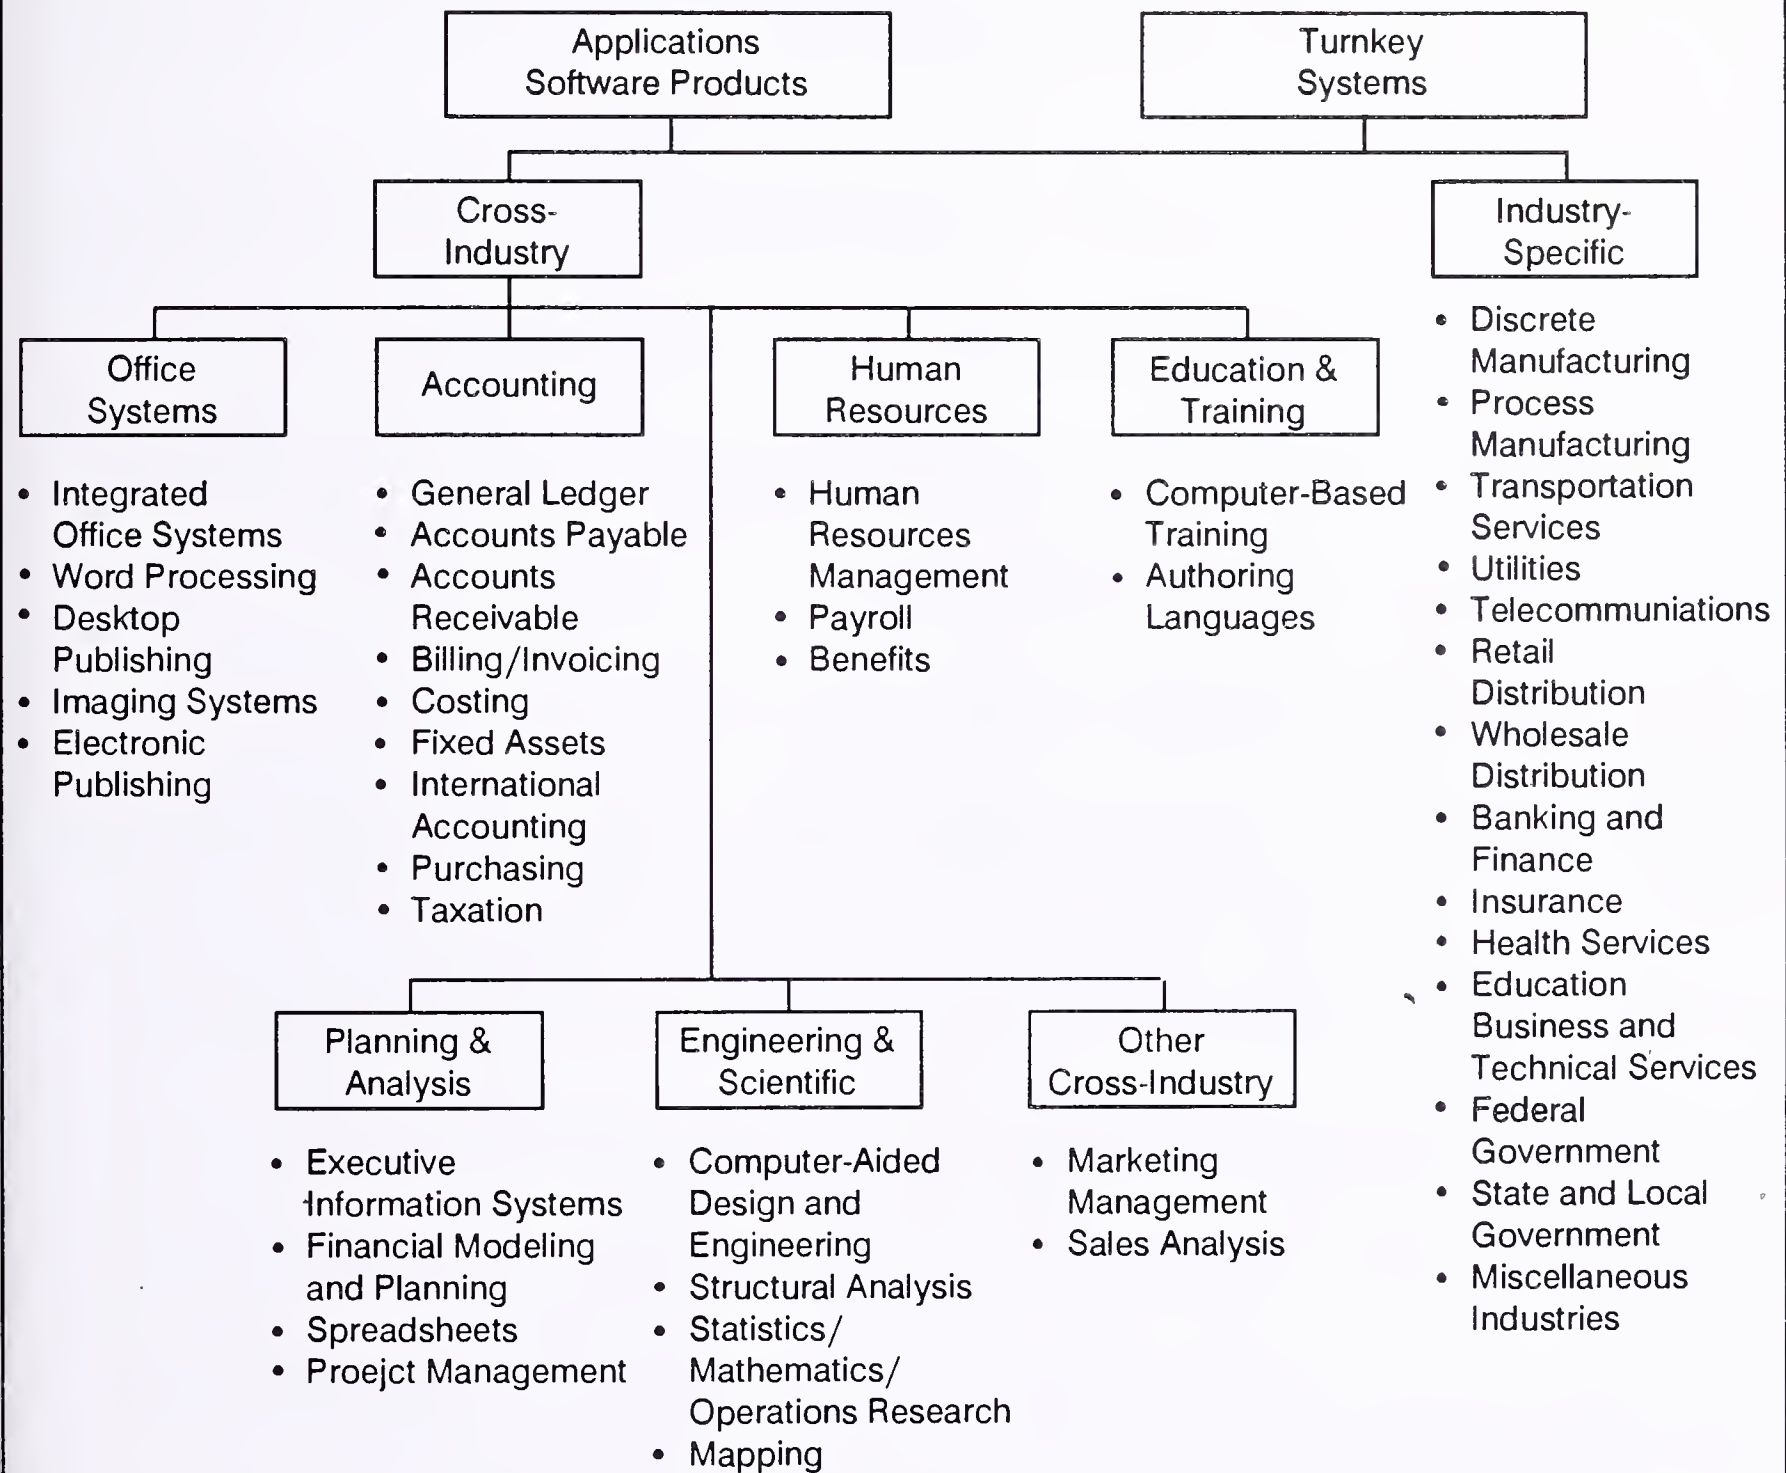 Applications
Software Products
Turnkey
Systems
Cross-
Industry
Industry-
Specific
Office
Systems
• Integrated
Office Systems
• Word Processing
• Desktop
Publishing
• Imaging Systems
• Electronic
Publishing
Accounting
• General Ledger
• Accounts Payable
• Accounts
Receivable
• Billing/Invoicing
• Costing
• Fixed Assets
• International
Accounting
• Purchasing
• Taxation
Human
Resources
• Human
Resources
Management
• Payroll
• Benefits
Education &
Training
• Computer-Based
Training
• Authoring
Languages
• Discrete
Manufacturing
• Process
Manufacturing
• Transportation
Services
• Utilities
• Telecommuniations
• Retail
Distribution
• Wholesale
Distribution
• Banking and
Finance
• Insurance
• Health Services
• Education
Business and
Technical Services
• Federal
Government
• State and Local
Government
• Miscellaneous
Industries
Planning &
Analysis
• Executive
Information Systems
• Financial Modeling
and Planning
• Spreadsheets
• Proejct Management
Engineering &
Scientific
• Computer-Aided
Design and
Engineering
• Structural Analysis
• Statistics/
Mathematics/
Operations Research
• Mapping
Other
Cross-Industry
• Marketing
Management
• Sales Analysis